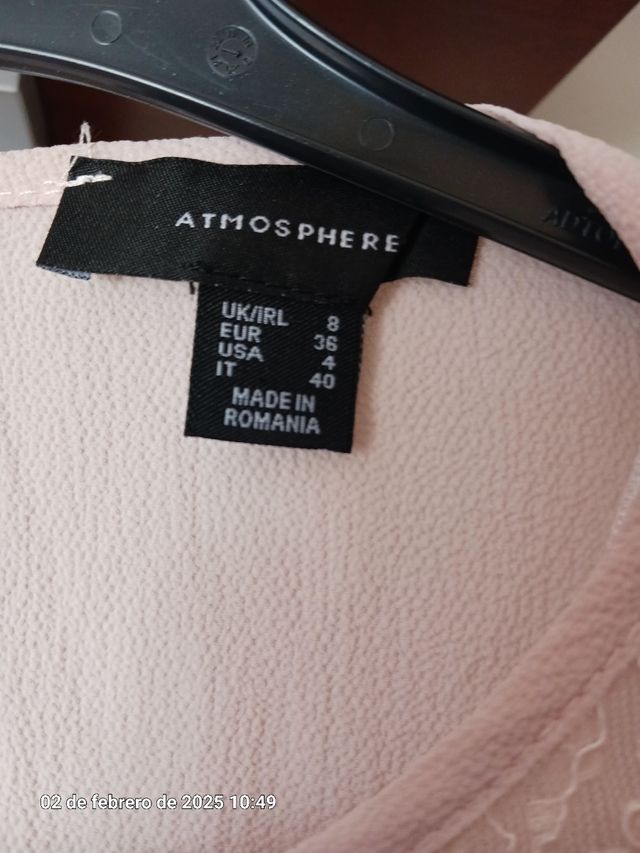 ATMOSPHERE
UK/IRL 8
EUR 36
USA 4
IT 40
MADE IN
ROMANIA
02 de febrero de 2025 10:49